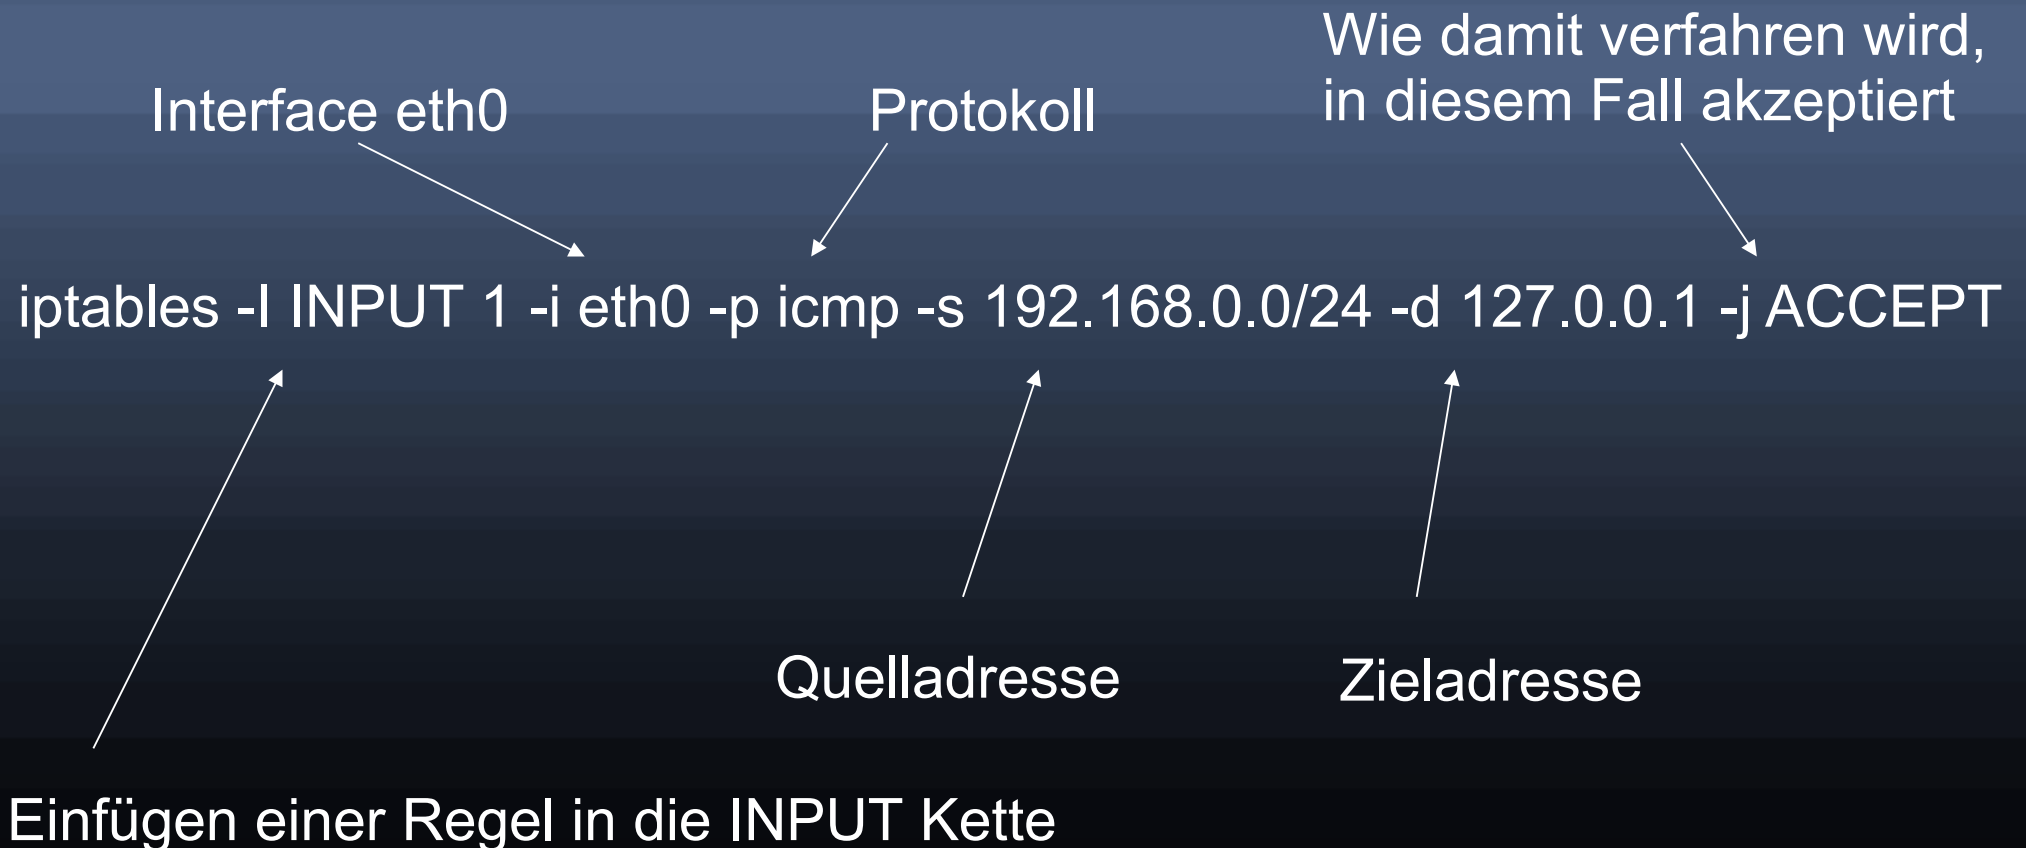 Wie damit verfahren wird,
in diesem Fall akzeptiert
Interface eth0
Protokoll
iptables -I INPUT 1 -i eth0 -p icmp -s 192.168.0.0/24 -d 127.0.0.1 -j ACCEPT
Quelladresse
Zieladresse
Einfügen einer Regel in die INPUT Kette